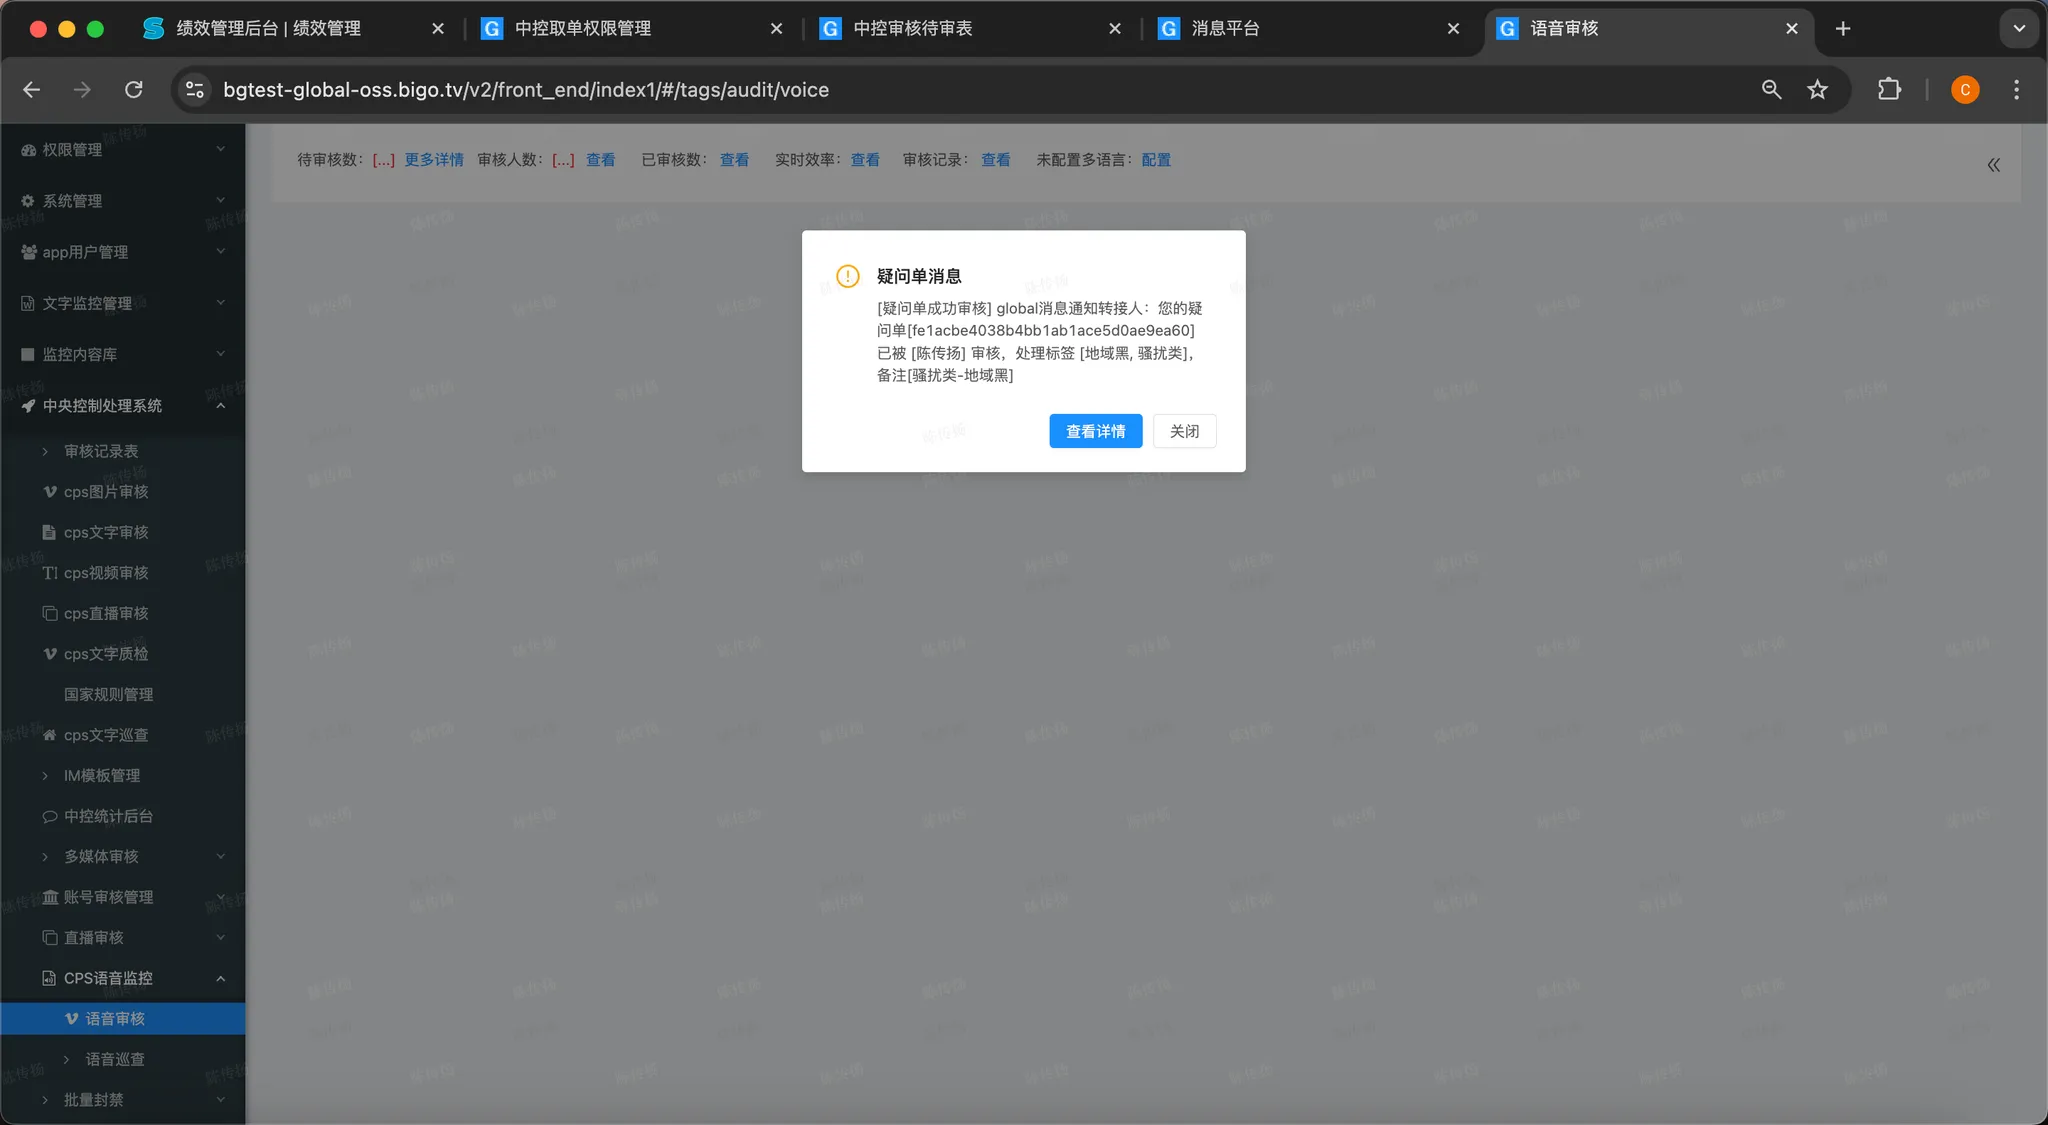 绩效管理后台 | 绩效管理
中控取单权限管理
中控审核待审表
消息平台
语音审核
bgtest-global-oss.bigo.tv/v2/front_end/index1/#/tags/audit/voice
C
权限管理
系统管理
app用户管理
文字监控管理
监控内容库
中央控制处理系统
审核记录表
cps图片审核
cps文字审核
cps视频审核
cps直播审核
cps文字质检
国家规则管理
cps文字巡查
IM模板管理
中控统计后台
多媒体审核
账号审核管理
直播审核
CPS语音监控
语音审核
语音巡查
批量封禁
待审核数： [...] 更多详情 审核人数： [...] 查看 已审核数： 查看 实时效率： 查看 审核记录： 查看 未配置多语言： 配置
疑问单消息
[疑问单成功审核] global消息通知转接人：您的疑
问单[fe1acbe4038b4bb1ab1ace5d0ae9ea60]
已被 [陈传扬] 审核，处理标签 [地域黑, 骚扰类]，
备注[骚扰类-地域黑]
查看详情
关闭
陈传扬